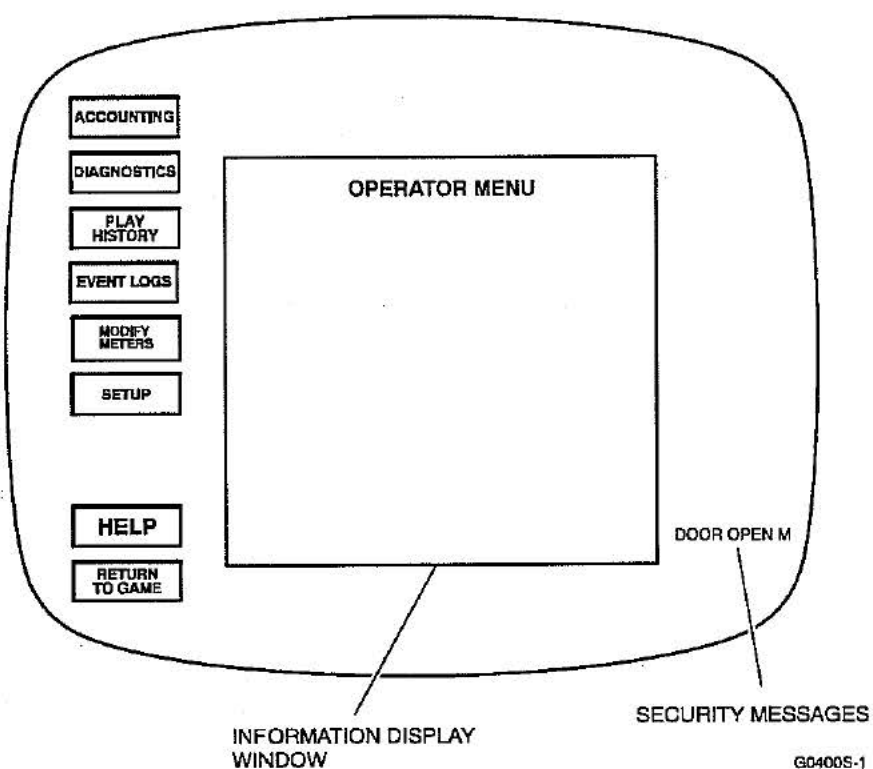 ACCOUNTING
DIAGNOSTICS
PLAY
HISTORY
EVENT LOGS
MODIFY
METERS
SETUP
HELP
RETURN
TO GAME
OPERATOR MENU
DOOR OPEN M
INFORMATION DISPLAY
WINDOW
SECURITY MESSAGES
G0400S-1